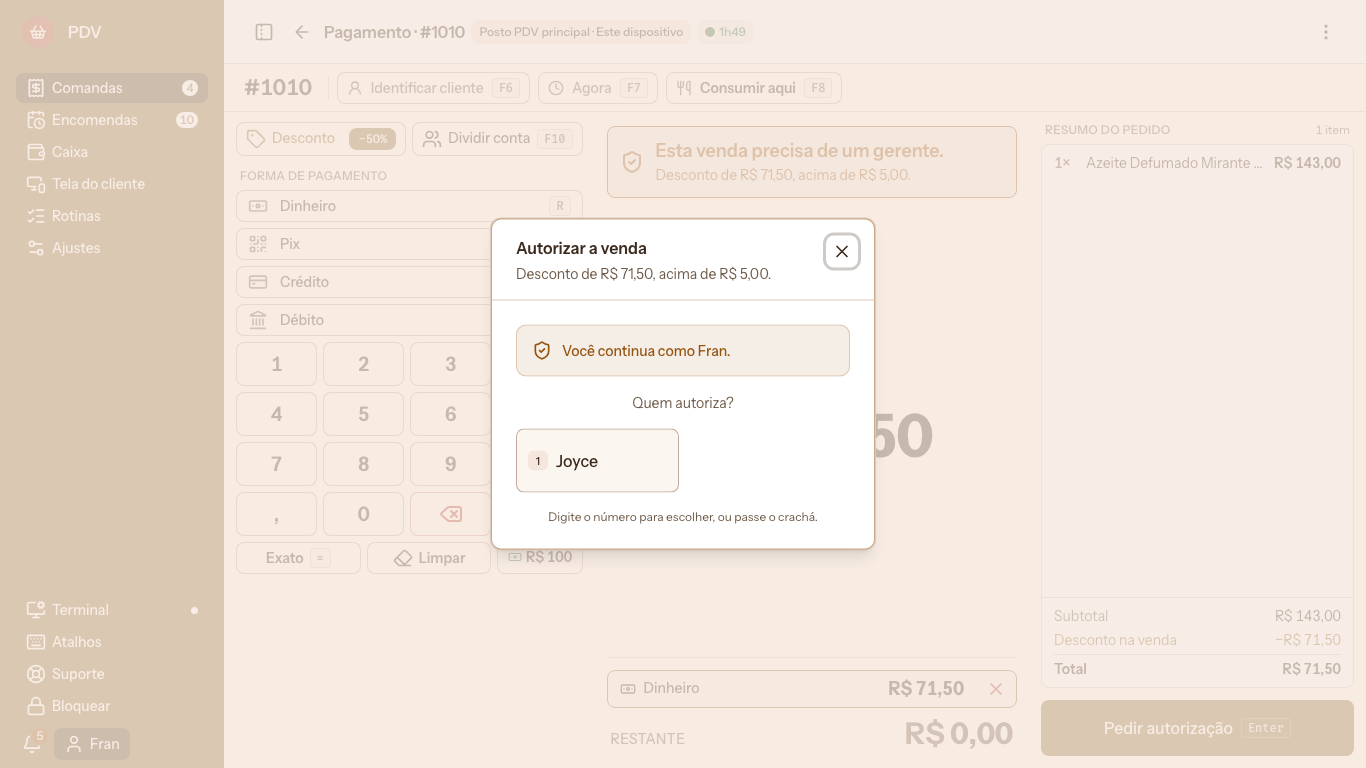 PDV
Comandas 4
Encomendas 10
Caixa
Tela do cliente
Rotinas
Ajustes
Terminal
Atalhos
Suporte
Bloquear
5 Fran
Pagamento · #1010 Posto PDV principal · Este dispositivo 1h49
#1010 Identificar cliente F6 Agora F7 Consumir aqui F8
Desconto −50% Dividir conta F10
FORMA DE PAGAMENTO
Dinheiro R
Pix
Crédito
Débito
1 2 3
4 5 6
7 8 9
, 0
Exato = Limpar R$ 100
Esta venda precisa de um gerente.
Desconto de R$ 71,50, acima de R$ 5,00.
50
Autorizar a venda
Desconto de R$ 71,50, acima de R$ 5,00.
Você continua como Fran.
Quem autoriza?
1 Joyce
Digite o número para escolher, ou passe o crachá.
Dinheiro R$ 71,50
RESTANTE R$ 0,00
RESUMO DO PEDIDO 1 item
1× Azeite Defumado Mirante ... R$ 143,00
Subtotal R$ 143,00
Desconto na venda −R$ 71,50
Total R$ 71,50
Pedir autorização Enter